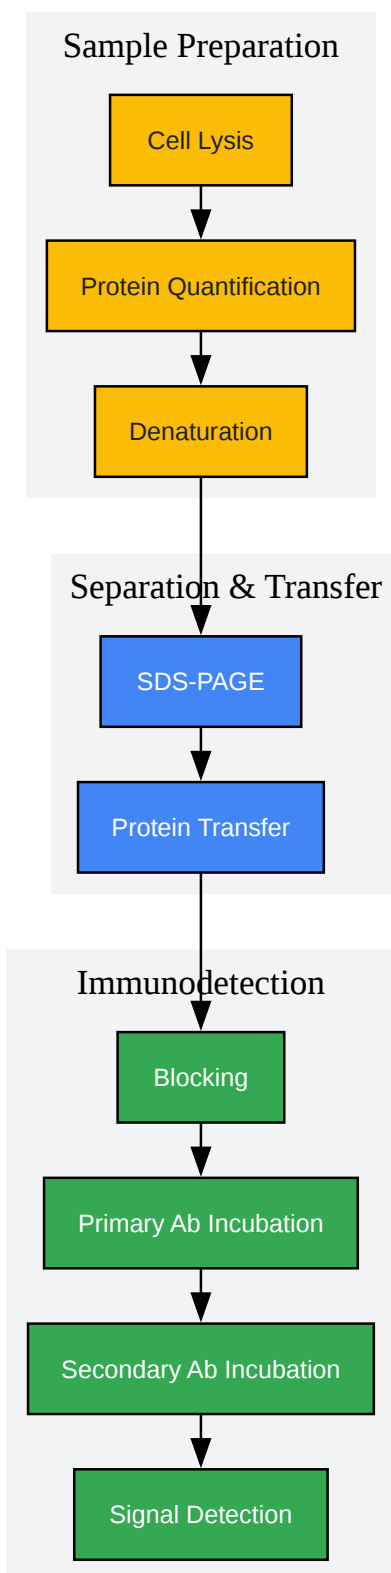 Sample Preparation
Cell Lysis
Protein Quantification
Denaturation
Separation & Transfer
SDS-PAGE
Protein Transfer
Immunodetection
Blocking
Primary Ab Incubation
Secondary Ab Incubation
Signal Detection